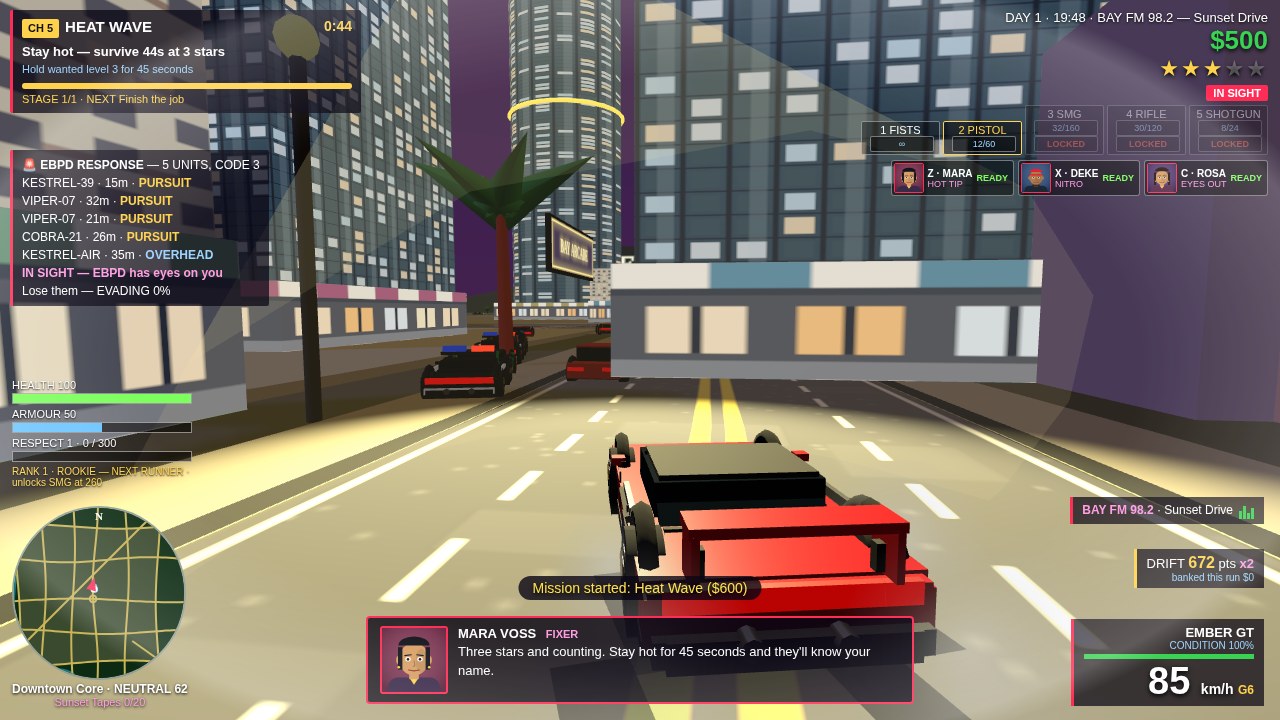 CH 5 HEAT WAVE 0:44
Stay hot — survive 44s at 3 stars
Hold wanted level 3 for 45 seconds
STAGE 1/1 · NEXT Finish the job
DAY 1 · 19:48 · BAY FM 98.2 — Sunset Drive
$500
★★★★★
IN SIGHT
1 FISTS
∞
2 PISTOL
12/60
3 SMG
32/160
LOCKED
4 RIFLE
30/120
LOCKED
5 SHOTGUN
8/24
LOCKED
Z · MARA
HOT TIP
READY
X · DEKE
NITRO
READY
C · ROSA
EYES OUT
READY
🚨 EBPD RESPONSE — 5 UNITS, CODE 3
KESTREL-39 · 15m · PURSUIT
VIPER-07 · 32m · PURSUIT
VIPER-07 · 21m · PURSUIT
COBRA-21 · 26m · PURSUIT
KESTREL-AIR · 35m · OVERHEAD
IN SIGHT — EBPD has eyes on you
Lose them — EVADING 0%
BAY ARCADE
HEALTH 100
ARMOUR 50
RESPECT 1 · 0 / 300
RANK 1 · ROOKIE — NEXT RUNNER ·
unlocks SMG at 260
N
Downtown Core · NEUTRAL 62
Sunset Tapes 0/20
BAY FM 98.2 · Sunset Drive
DRIFT 672 pts x2
banked this run $0
Mission started: Heat Wave ($600)
MARA VOSS FIXER
Three stars and counting. Stay hot for 45 seconds and they'll know your
name.
EMBER GT
CONDITION 100%
85 km/h G6